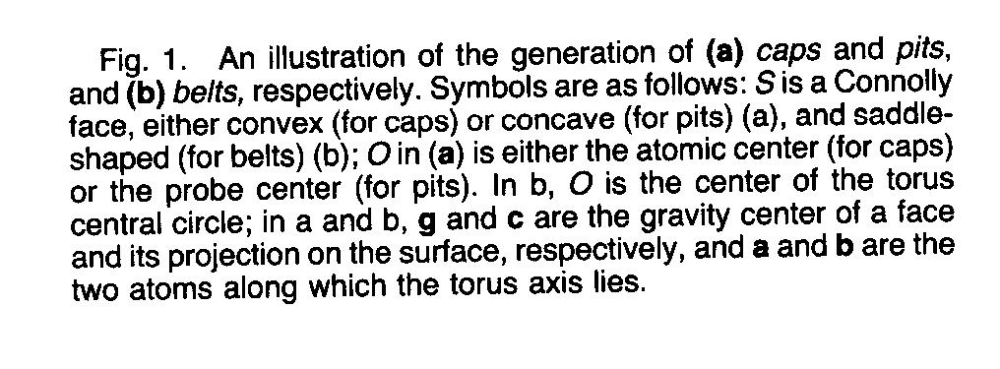 Fig. 1. An illustration of the generation of (a) caps and pits,
and (b) belts, respectively. Symbols are as follows: S is a Connolly
face, either convex (for caps) or concave (for pits) (a), and saddle-
shaped (for belts) (b); O in (a) is either the atomic center (for caps)
or the probe center (for pits). In b, O is the center of the torus
central circle; in a and b, g and c are the gravity center of a face
and its projection on the surface, respectively, and a and b are the
two atoms along which the torus axis lies.